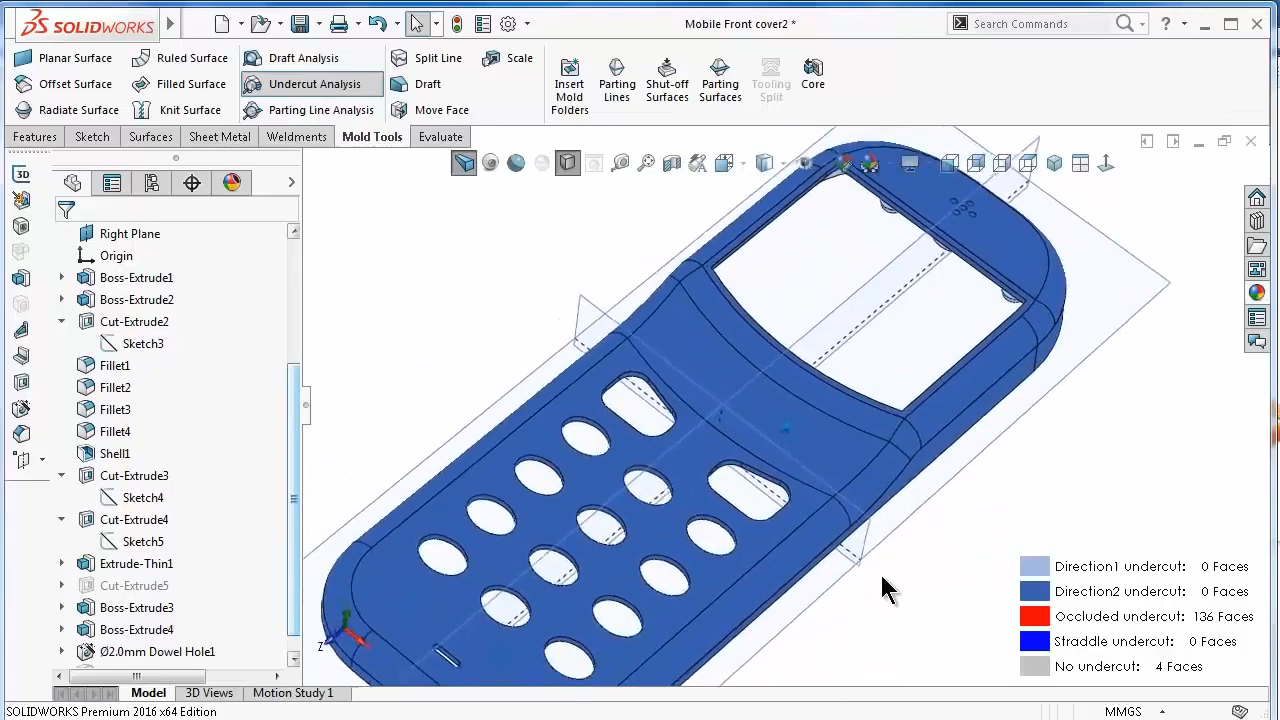 3S SOLIDWORKS
Mobile Front cover2 *
Search Commands
?
Planar Surface
Ruled Surface
Draft Analysis
Split Line
Scale
Offset Surface
Filled Surface
Undercut Analysis
Draft
Radiate Surface
Knit Surface
Parting Line Analysis
Move Face
Insert Mold Folders
Parting Lines
Shut-off Surfaces
Parting Surfaces
Tooling Split
Core
Features
Sketch
Surfaces
Sheet Metal
Weldments
Mold Tools
Evaluate
3D
Right Plane
Origin
Boss-Extrude1
Boss-Extrude2
Cut-Extrude2
Sketch3
Fillet1
Fillet2
Fillet3
Fillet4
Shell1
Cut-Extrude3
Sketch4
Cut-Extrude4
Sketch5
Extrude-Thin1
Cut-Extrude5
Boss-Extrude3
Boss-Extrude4
Ø2.0mm Dowel Hole1
Z
Direction1 undercut: 0 Faces
Direction2 undercut: 0 Faces
Occluded undercut: 136 Faces
Straddle undercut: 0 Faces
No undercut: 4 Faces
Model
3D Views
Motion Study 1
SOLIDWORKS Premium 2016 x64 Edition
MMGS